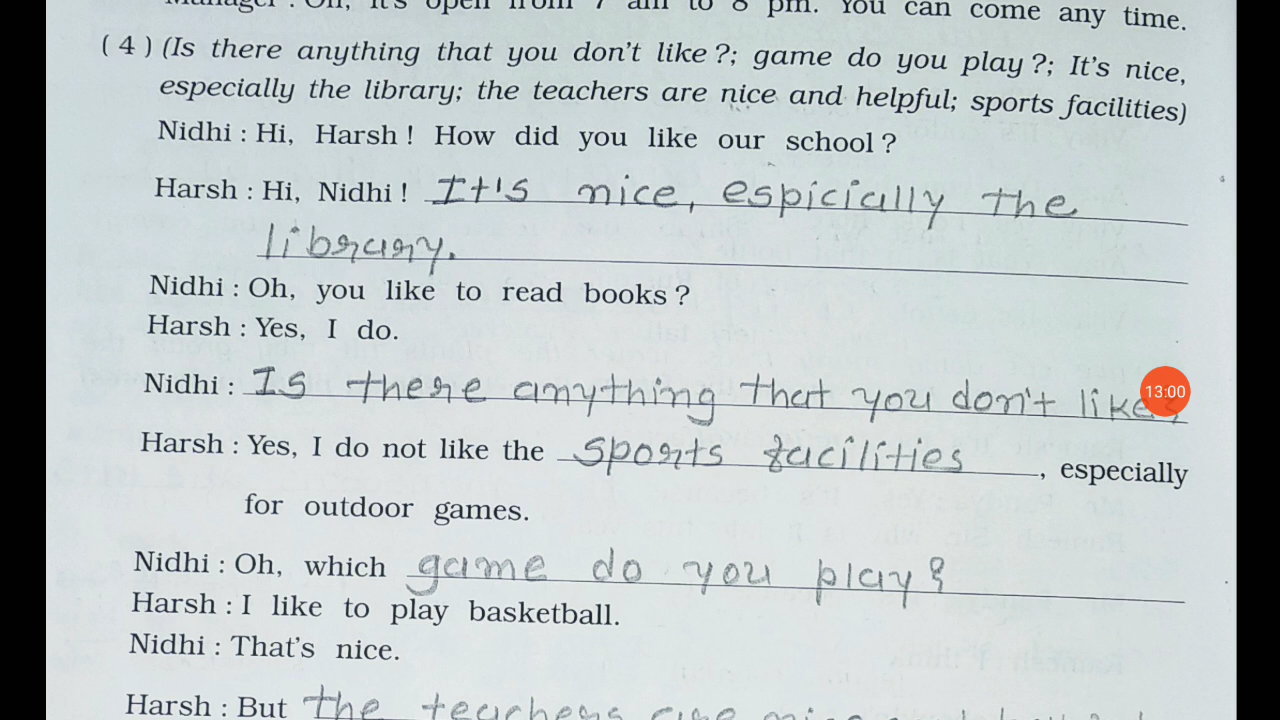 Manager : Oh, it's open from 7 am to 8 pm. You can come any time.
( 4 ) (Is there anything that you don't like ?; game do you play ?; It's nice,
especially the library; the teachers are nice and helpful; sports facilities)
Nidhi : Hi, Harsh ! How did you like our school ?
Harsh : Hi, Nidhi ! It's nice, espicially the
library.
Nidhi : Oh, you like to read books ?
Harsh : Yes, I do.
Nidhi : Is there anything that you don't like?
13:00
Harsh : Yes, I do not like the sports facilities, especially
for outdoor games.
Nidhi : Oh, which game do you play?
Harsh : I like to play basketball.
Nidhi : That's nice.
Harsh : But the teachers are nice and